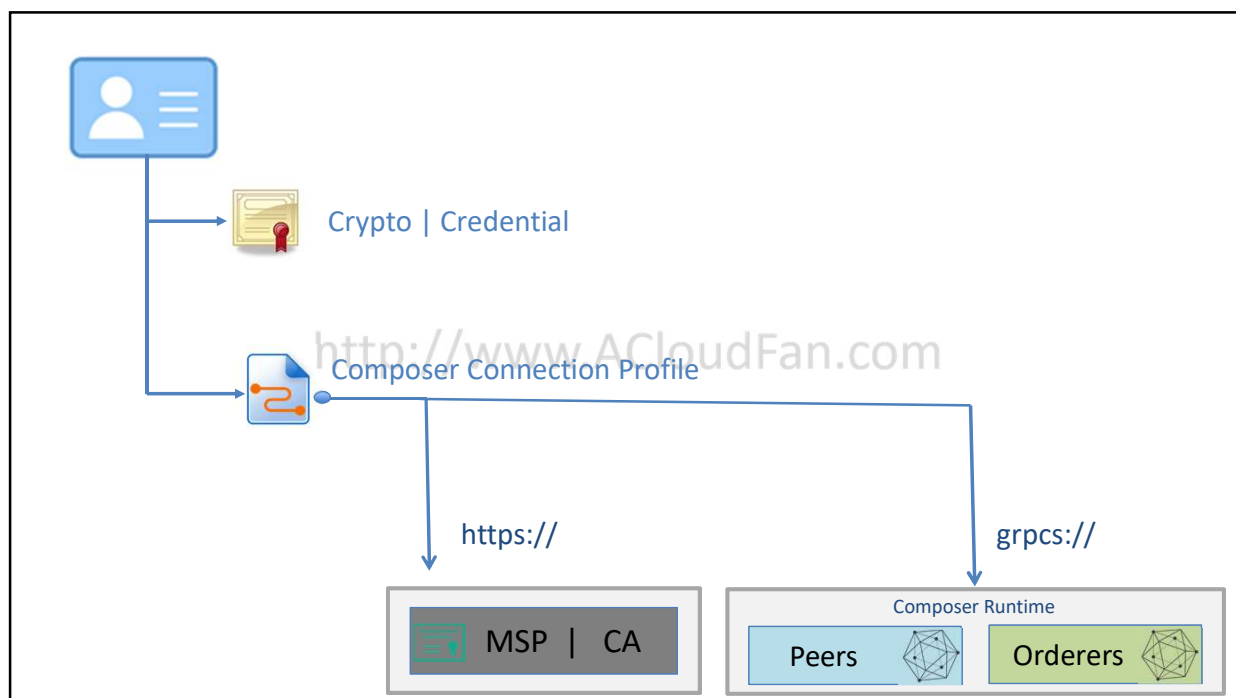 Crypto | Credential
http://www.ACloudFan.com
Composer Connection Profile
https://
grpcs://
MSP | CA
Composer Runtime
Peers
Orderers